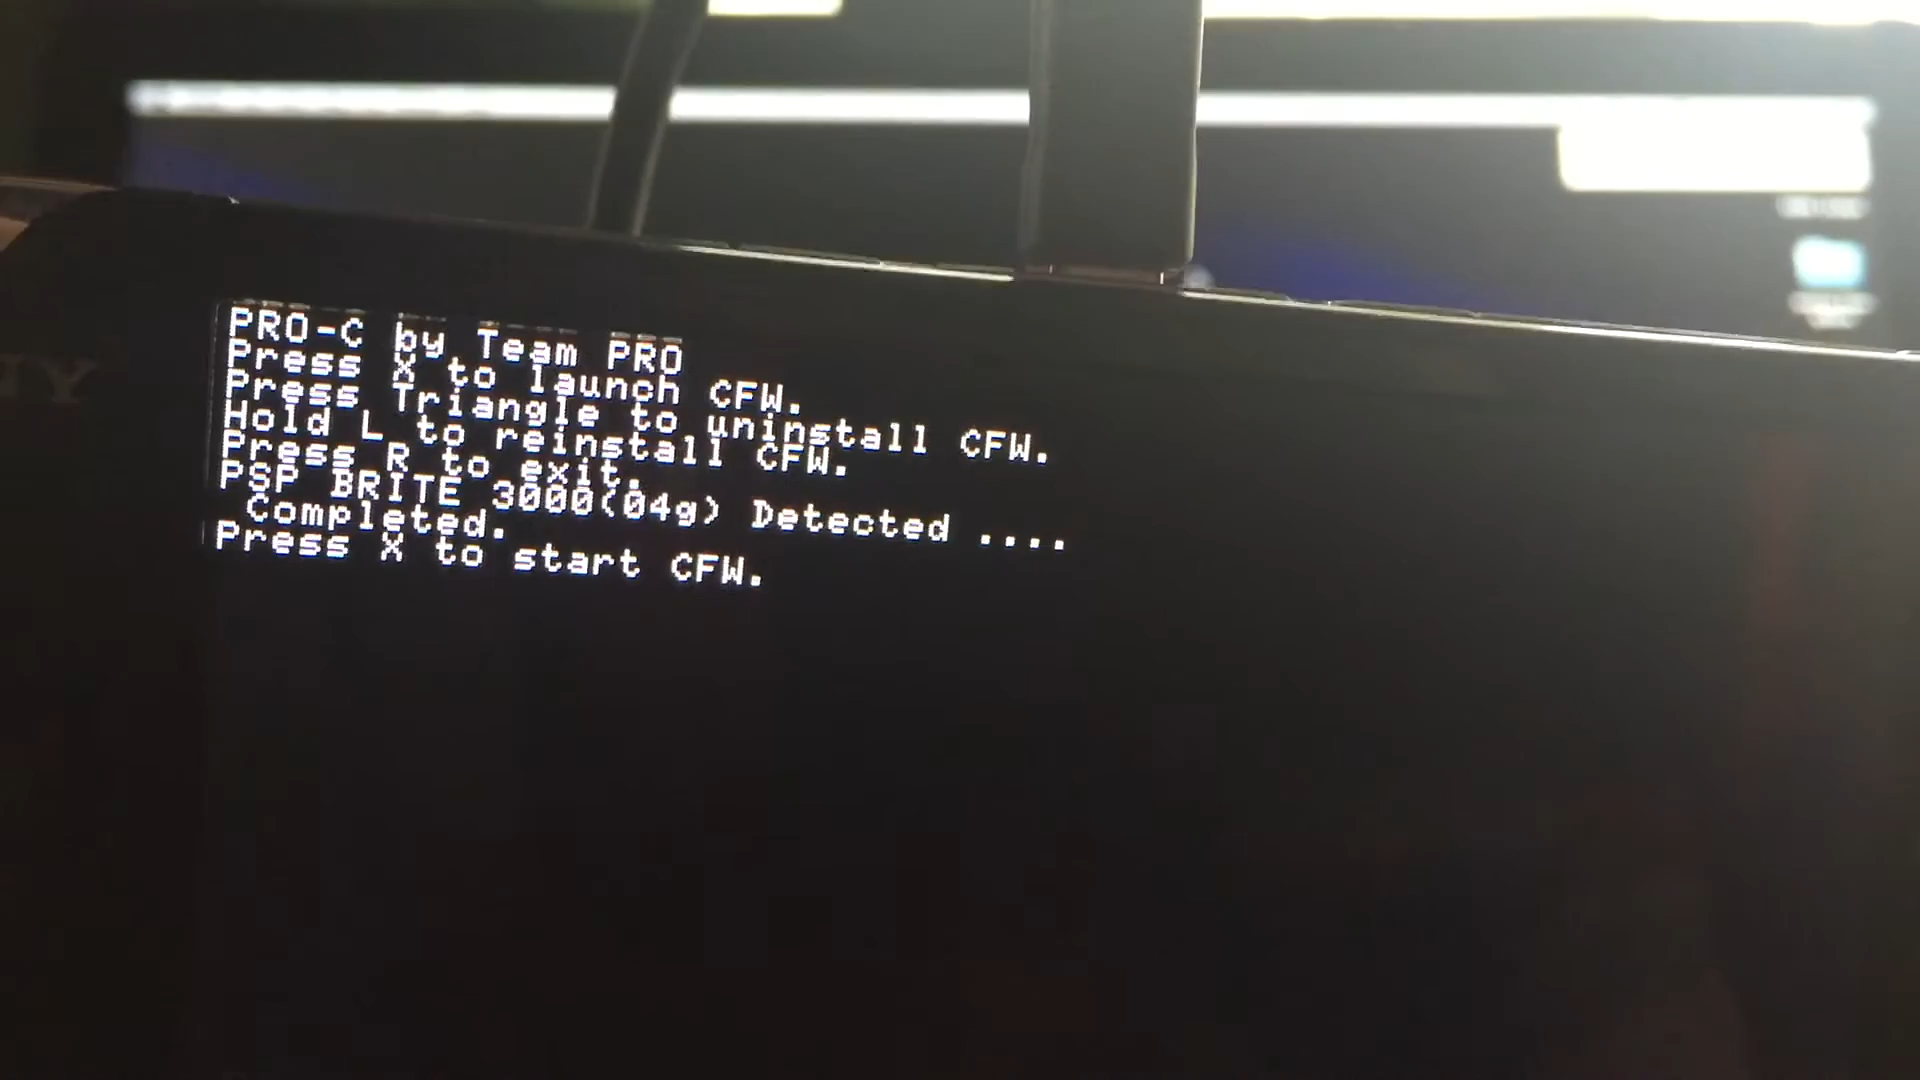 PRO-C by Team PRO
Press X to launch CFW.
Press Triangle to uninstall CFW.
Hold L to reinstall CFW.
Press R to exit.
PSP BRITE 3000(04g) Detected ....
Completed.
Press X to start CFW.